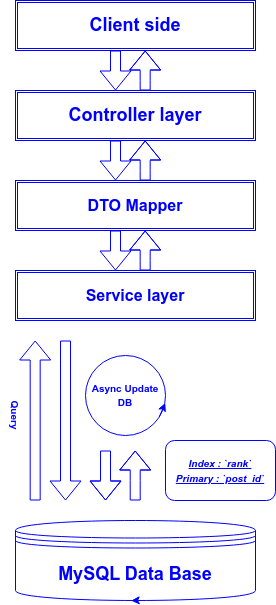 Client side
Controller layer
DTO Mapper
Service layer
Query
Async Update
DB
Index : `rank`
Primary : `post_id`
MySQL Data Base